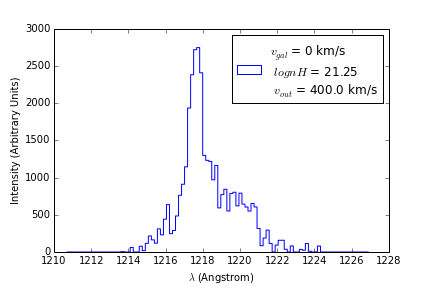 3000
2500
2000
1500
1000
500
0
Intensity (Arbitrary Units)
v_gal = 0 km/s
lognH = 21.25
v_out = 400.0 km/s
1210 1212 1214 1216 1218 1220 1222 1224 1226 1228
λ (Angstrom)